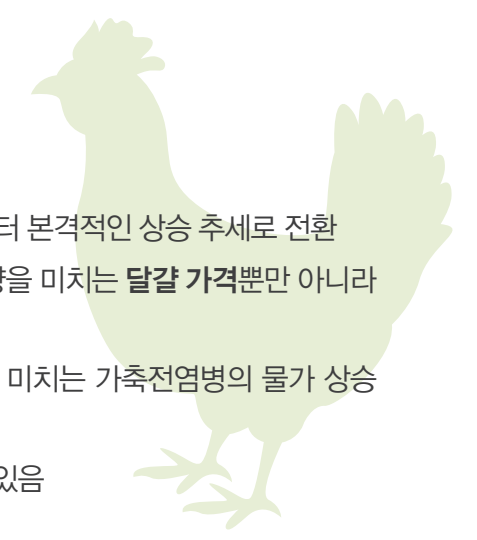 터 본격적인 상승 추세로 전환
향을 미치는 달걀 가격뿐만 아니라
미치는 가축전염병의 물가 상승
있음